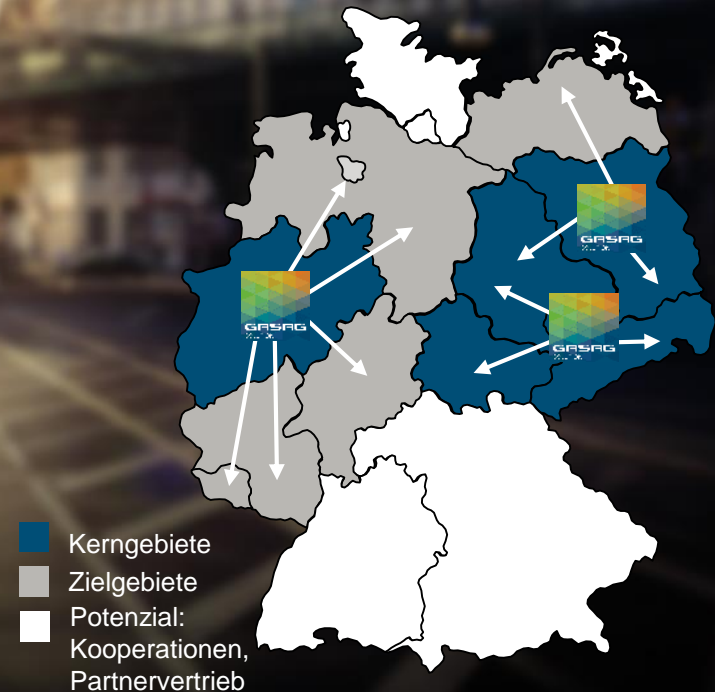 GASAG
GASAG
GASAG
Kerngebiete
Zielgebiete
Potenzial:
Kooperationen,
Partnervertrieb